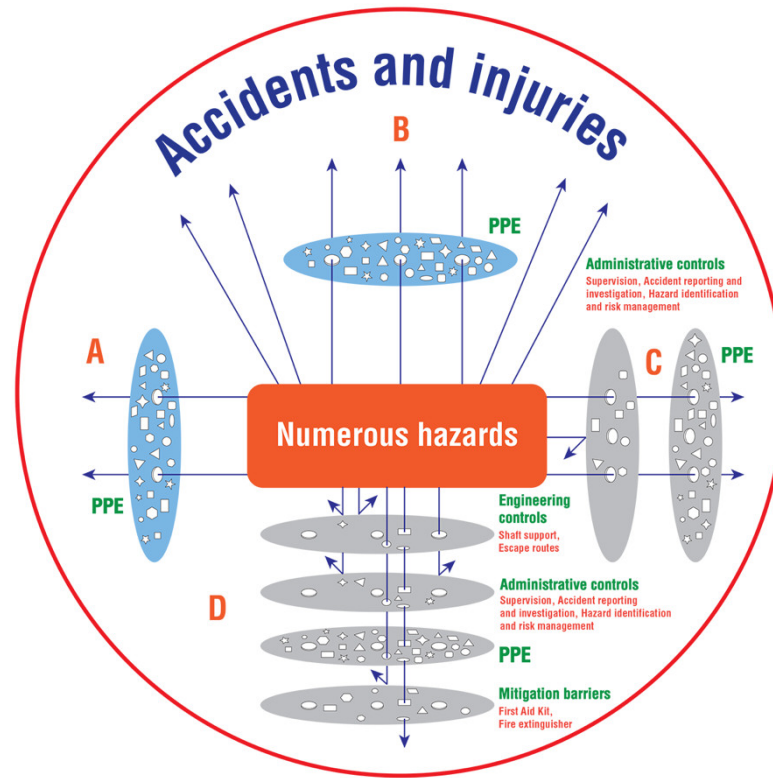 Accidents and injuries
B
PPE
Administrative controls
Supervision, Accident reporting and
investigation, Hazard identification
and risk management
A
C
PPE
Numerous hazards
PPE
Engineering
controls
Shaft support,
Escape routes
D
Administrative controls
Supervision, Accident reporting
and investigation, Hazard identification
and risk management
PPE
Mitigation barriers
First Aid Kit,
Fire extinguisher